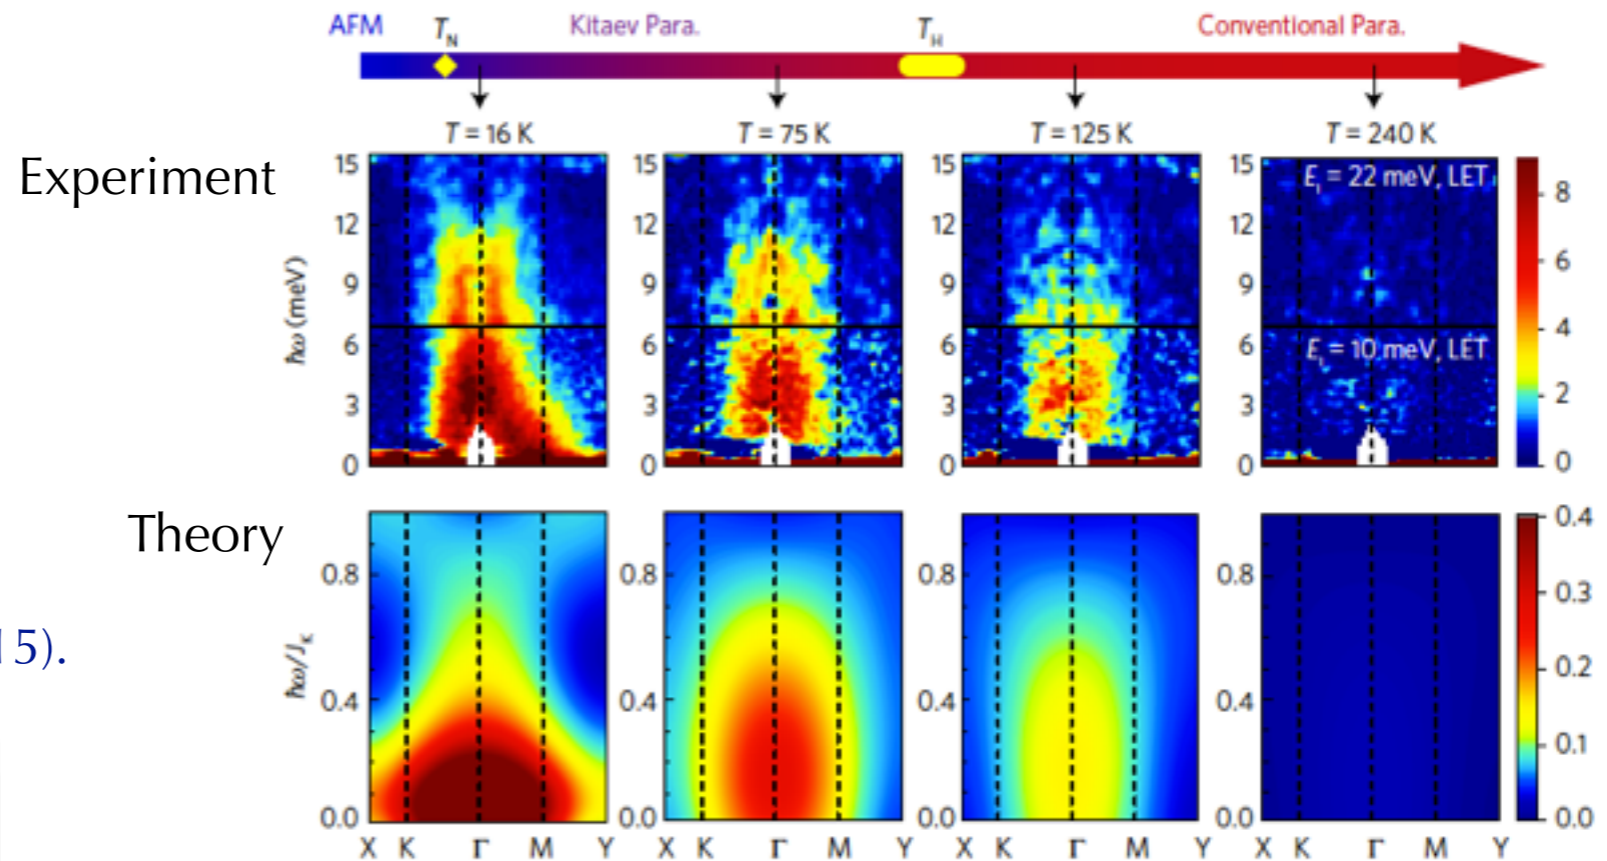 AFM T_N Kitaev Para. T_H Conventional Para.
T = 16 K T = 75 K T = 125 K T = 240 K
Experiment
15 15 15 15
E_i = 22 meV, LET
8
12 12 12 12
6
9 9 9 9
ħω (meV)
4
6 6 6 6
E_i = 10 meV, LET
2
3 3 3 3
0 0 0 0 0
Theory
0.4
0.8 0.8 0.8 0.8
0.3
15).
ħω/J_K
0.2
0.4 0.4 0.4 0.4
0.1
0.0 0.0 0.0 0.0 0.0
X K Γ M Y X K Γ M Y X K Γ M Y X K Γ M Y